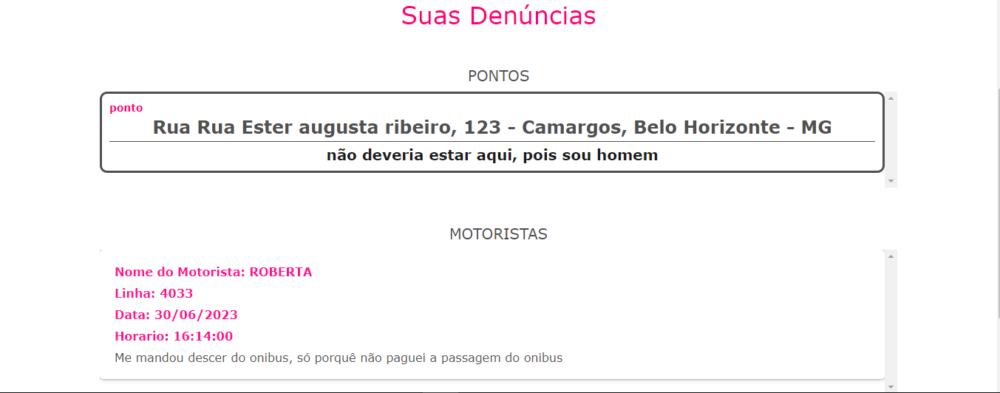 Suas Denúncias
PONTOS
ponto
Rua Rua Ester augusta ribeiro, 123 - Camargos, Belo Horizonte - MG
não deveria estar aqui, pois sou homem
MOTORISTAS
Nome do Motorista: ROBERTA
Linha: 4033
Data: 30/06/2023
Horario: 16:14:00
Me mandou descer do onibus, só porquê não paguei a passagem do onibus